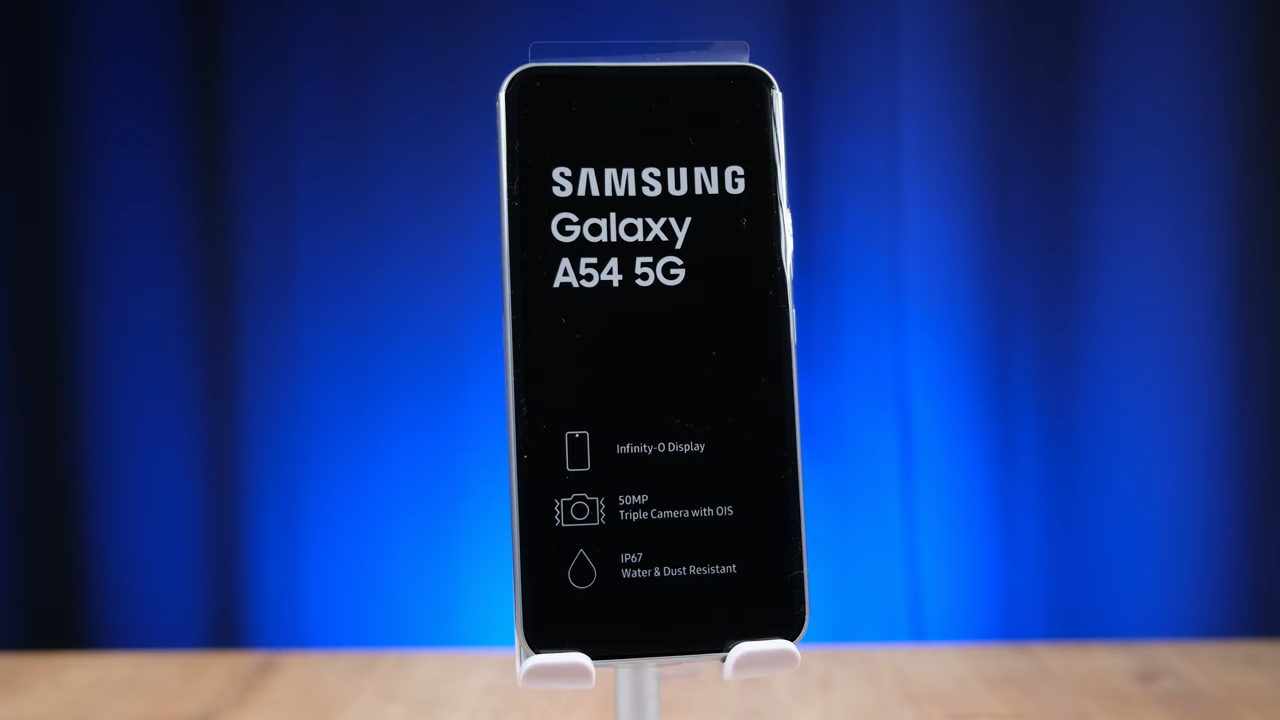 SAMSUNG
Galaxy
A54 5G
Infinity-O Display
50MP
Triple Camera with OIS
IP67
Water & Dust Resistant